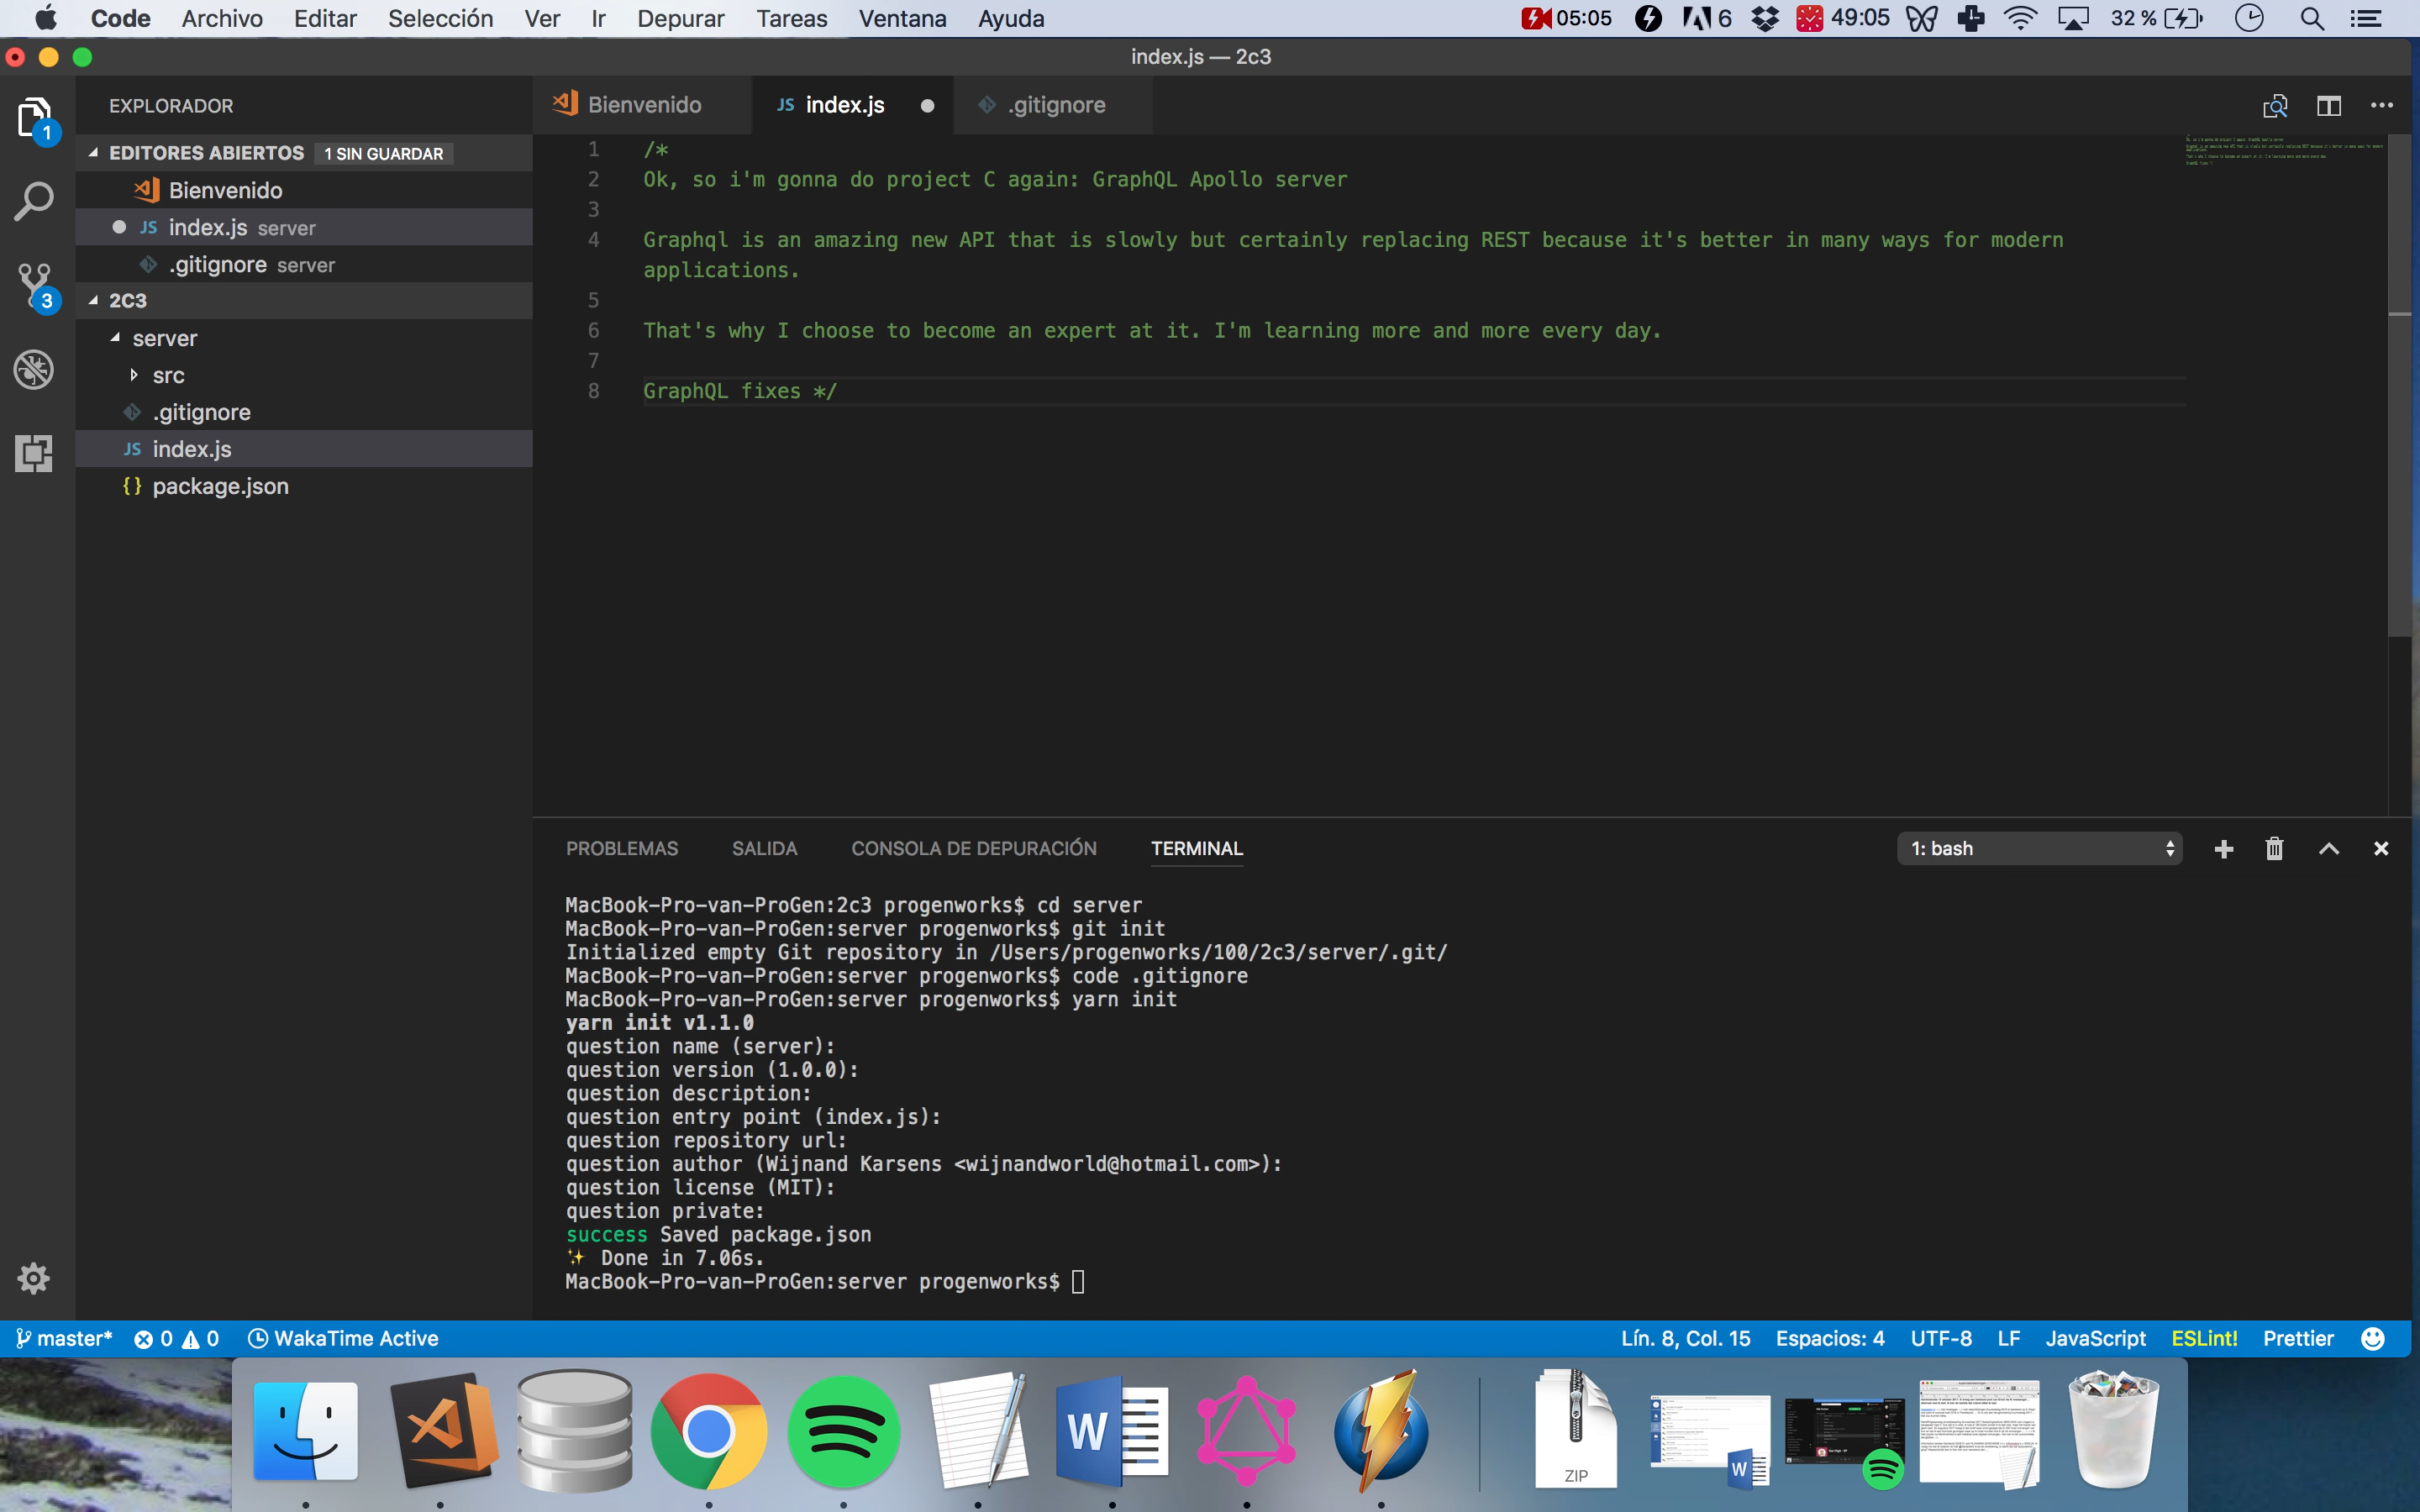 Code Archivo Editar Selección Ver Ir Depurar Tareas Ventana Ayuda 05:05 6 49:05 32 %
index.js — 2c3
EXPLORADOR
Bienvenido
JS index.js
.gitignore
1
EDITORES ABIERTOS 1 SIN GUARDAR
Bienvenido
JS index.js server
.gitignore server
3
2C3
server
src
.gitignore
JS index.js
{} package.json
1 /*
2 Ok, so i'm gonna do project C again: GraphQL Apollo server
3
4 Graphql is an amazing new API that is slowly but certainly replacing REST because it's better in many ways for modern
applications.
5
6 That's why I choose to become an expert at it. I'm learning more and more every day.
7
8 GraphQL fixes */
PROBLEMAS SALIDA CONSOLA DE DEPURACIÓN TERMINAL 1: bash
MacBook-Pro-van-ProGen:2c3 progenworks$ cd server
MacBook-Pro-van-ProGen:server progenworks$ git init
Initialized empty Git repository in /Users/progenworks/100/2c3/server/.git/
MacBook-Pro-van-ProGen:server progenworks$ code .gitignore
MacBook-Pro-van-ProGen:server progenworks$ yarn init
yarn init v1.1.0
question name (server):
question version (1.0.0):
question description:
question entry point (index.js):
question repository url:
question author (Wijnand Karsens <wijnandworld@hotmail.com>):
question license (MIT):
question private:
success Saved package.json
✨ Done in 7.06s.
MacBook-Pro-van-ProGen:server progenworks$
master* 0 0 WakaTime Active Lín. 8, Col. 15 Espacios: 4 UTF-8 LF JavaScript ESLint! Prettier
W
ZIP
W